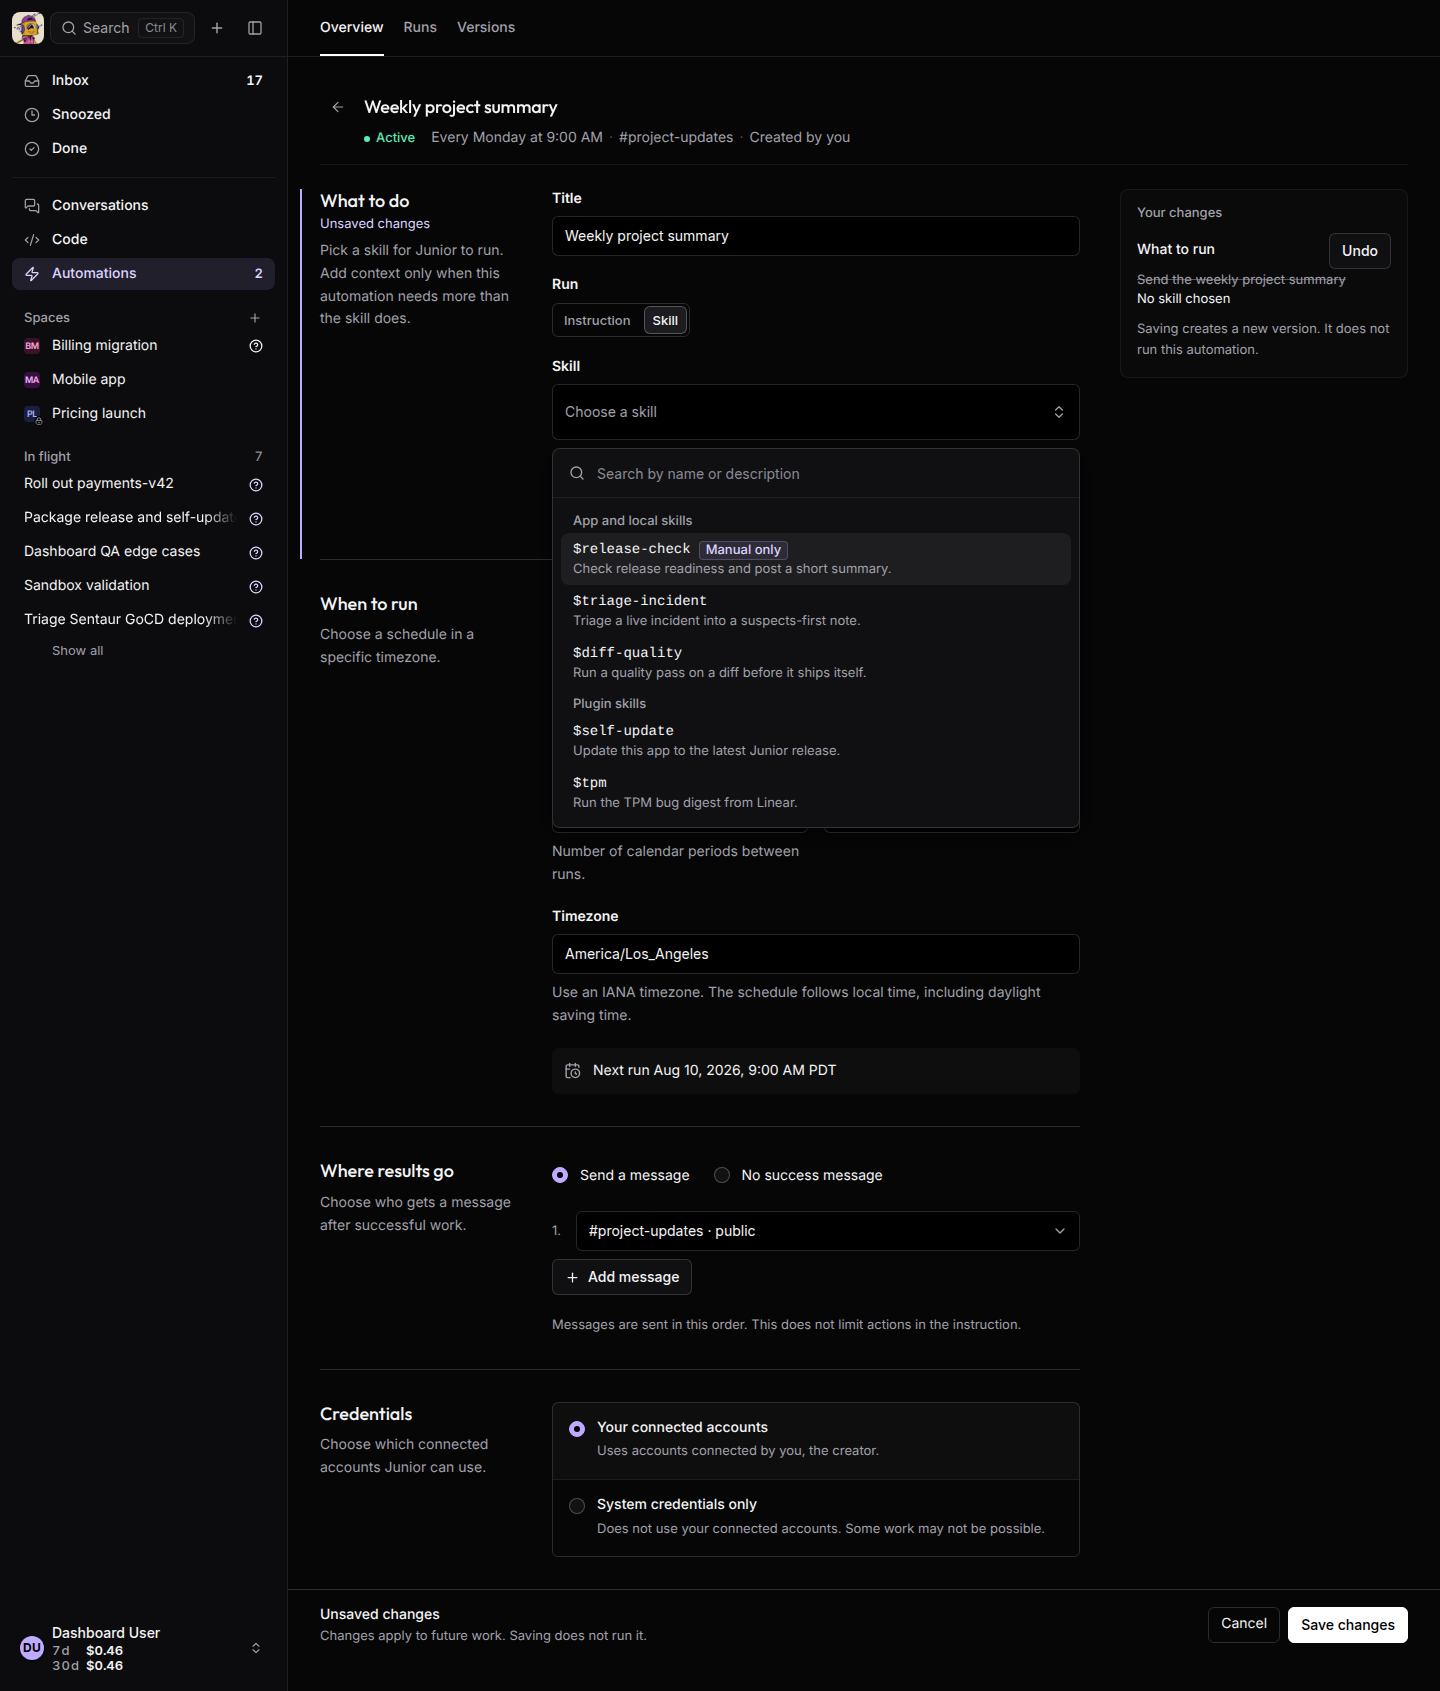 Search Ctrl K
Inbox 17
Snoozed
Done
Conversations
Code
Automations 2
Spaces
BM Billing migration
MA Mobile app
PL Pricing launch
In flight 7
Roll out payments-v42
Package release and self-updat
Dashboard QA edge cases
Sandbox validation
Triage Sentaur GoCD deployme
Show all
DU Dashboard User
7d $0.46
30d $0.46
Overview Runs Versions
Weekly project summary
Active Every Monday at 9:00 AM · #project-updates · Created by you
What to do
Unsaved changes
Pick a skill for Junior to run.
Add context only when this
automation needs more than
the skill does.
Title
Weekly project summary
Run
Instruction Skill
Skill
Choose a skill
Search by name or description
App and local skills
$release-check Manual only
Check release readiness and post a short summary.
$triage-incident
Triage a live incident into a suspects-first note.
$diff-quality
Run a quality pass on a diff before it ships itself.
Plugin skills
$self-update
Update this app to the latest Junior release.
$tpm
Run the TPM bug digest from Linear.
Your changes
What to run Undo
Send the weekly project summary
No skill chosen
Saving creates a new version. It does not
run this automation.
When to run
Choose a schedule in a
specific timezone.
Number of calendar periods between
runs.
Timezone
America/Los_Angeles
Use an IANA timezone. The schedule follows local time, including daylight
saving time.
Next run Aug 10, 2026, 9:00 AM PDT
Where results go
Choose who gets a message
after successful work.
Send a message No success message
1. #project-updates · public
Add message
Messages are sent in this order. This does not limit actions in the instruction.
Credentials
Choose which connected
accounts Junior can use.
Your connected accounts
Uses accounts connected by you, the creator.
System credentials only
Does not use your connected accounts. Some work may not be possible.
Unsaved changes
Changes apply to future work. Saving does not run it.
Cancel Save changes